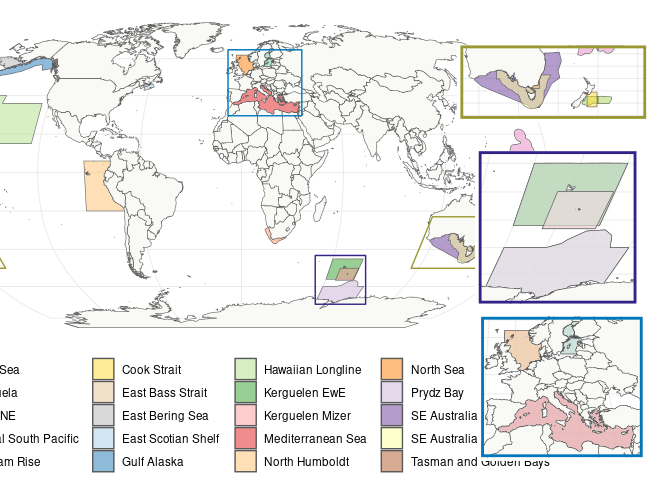 Sea Cook Strait Hawaiian Longline North Sea
uela East Bass Strait Kerguelen EwE Prydz Bay
NE East Bering Sea Kerguelen Mizer SE Australia
al South Pacific East Scotian Shelf Mediterranean Sea SE Australia
am Rise Gulf Alaska North Humboldt Tasman and Golden Bays